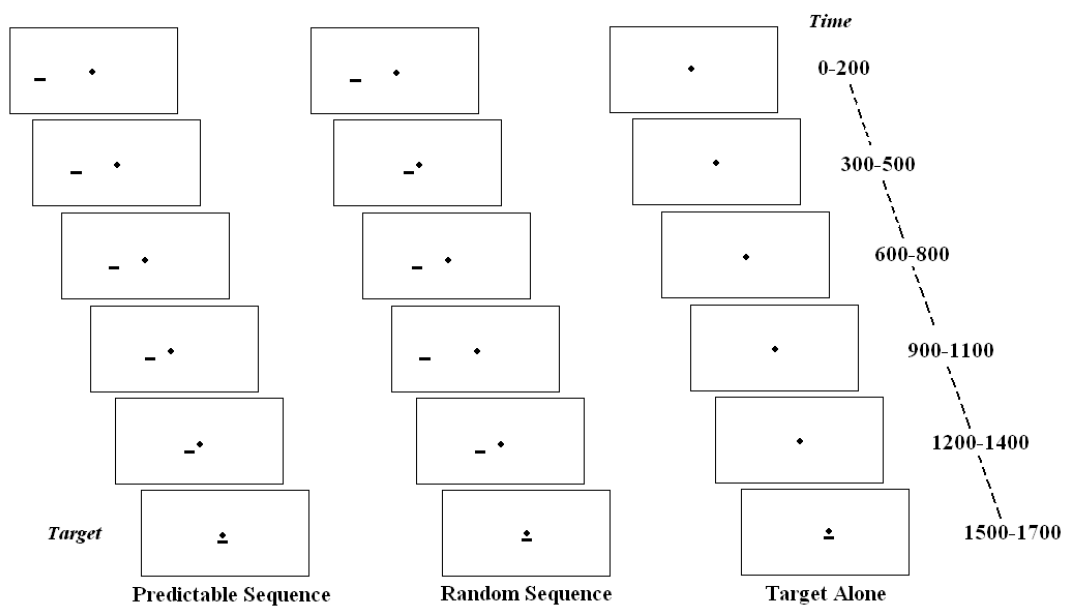 Time
0-200
300-500
600-800
900-1100
1200-1400
Target
1500-1700
Predictable Sequence
Random Sequence
Target Alone